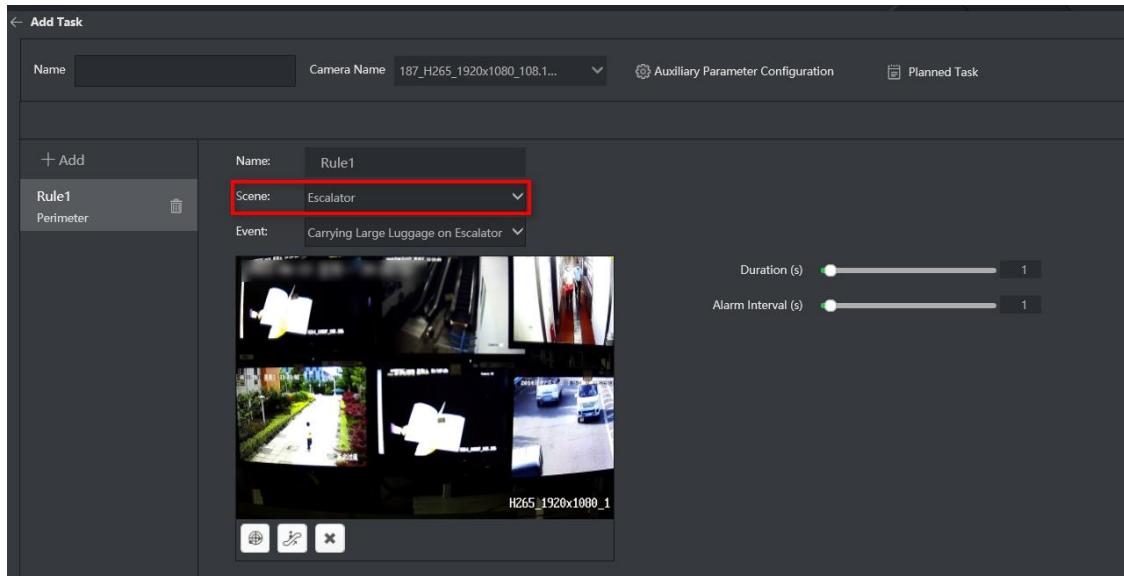 Add Task
Name
Camera Name 187_H265_1920x1080_108.1...
Auxiliary Parameter Configuration
Planned Task
Add
Rule1
Perimeter
Name: Rule1
Scene: Escalator
Event: Carrying Large Luggage on Escalator
Duration (s) 1
Alarm Interval (s) 1
H265_1920x1080_1